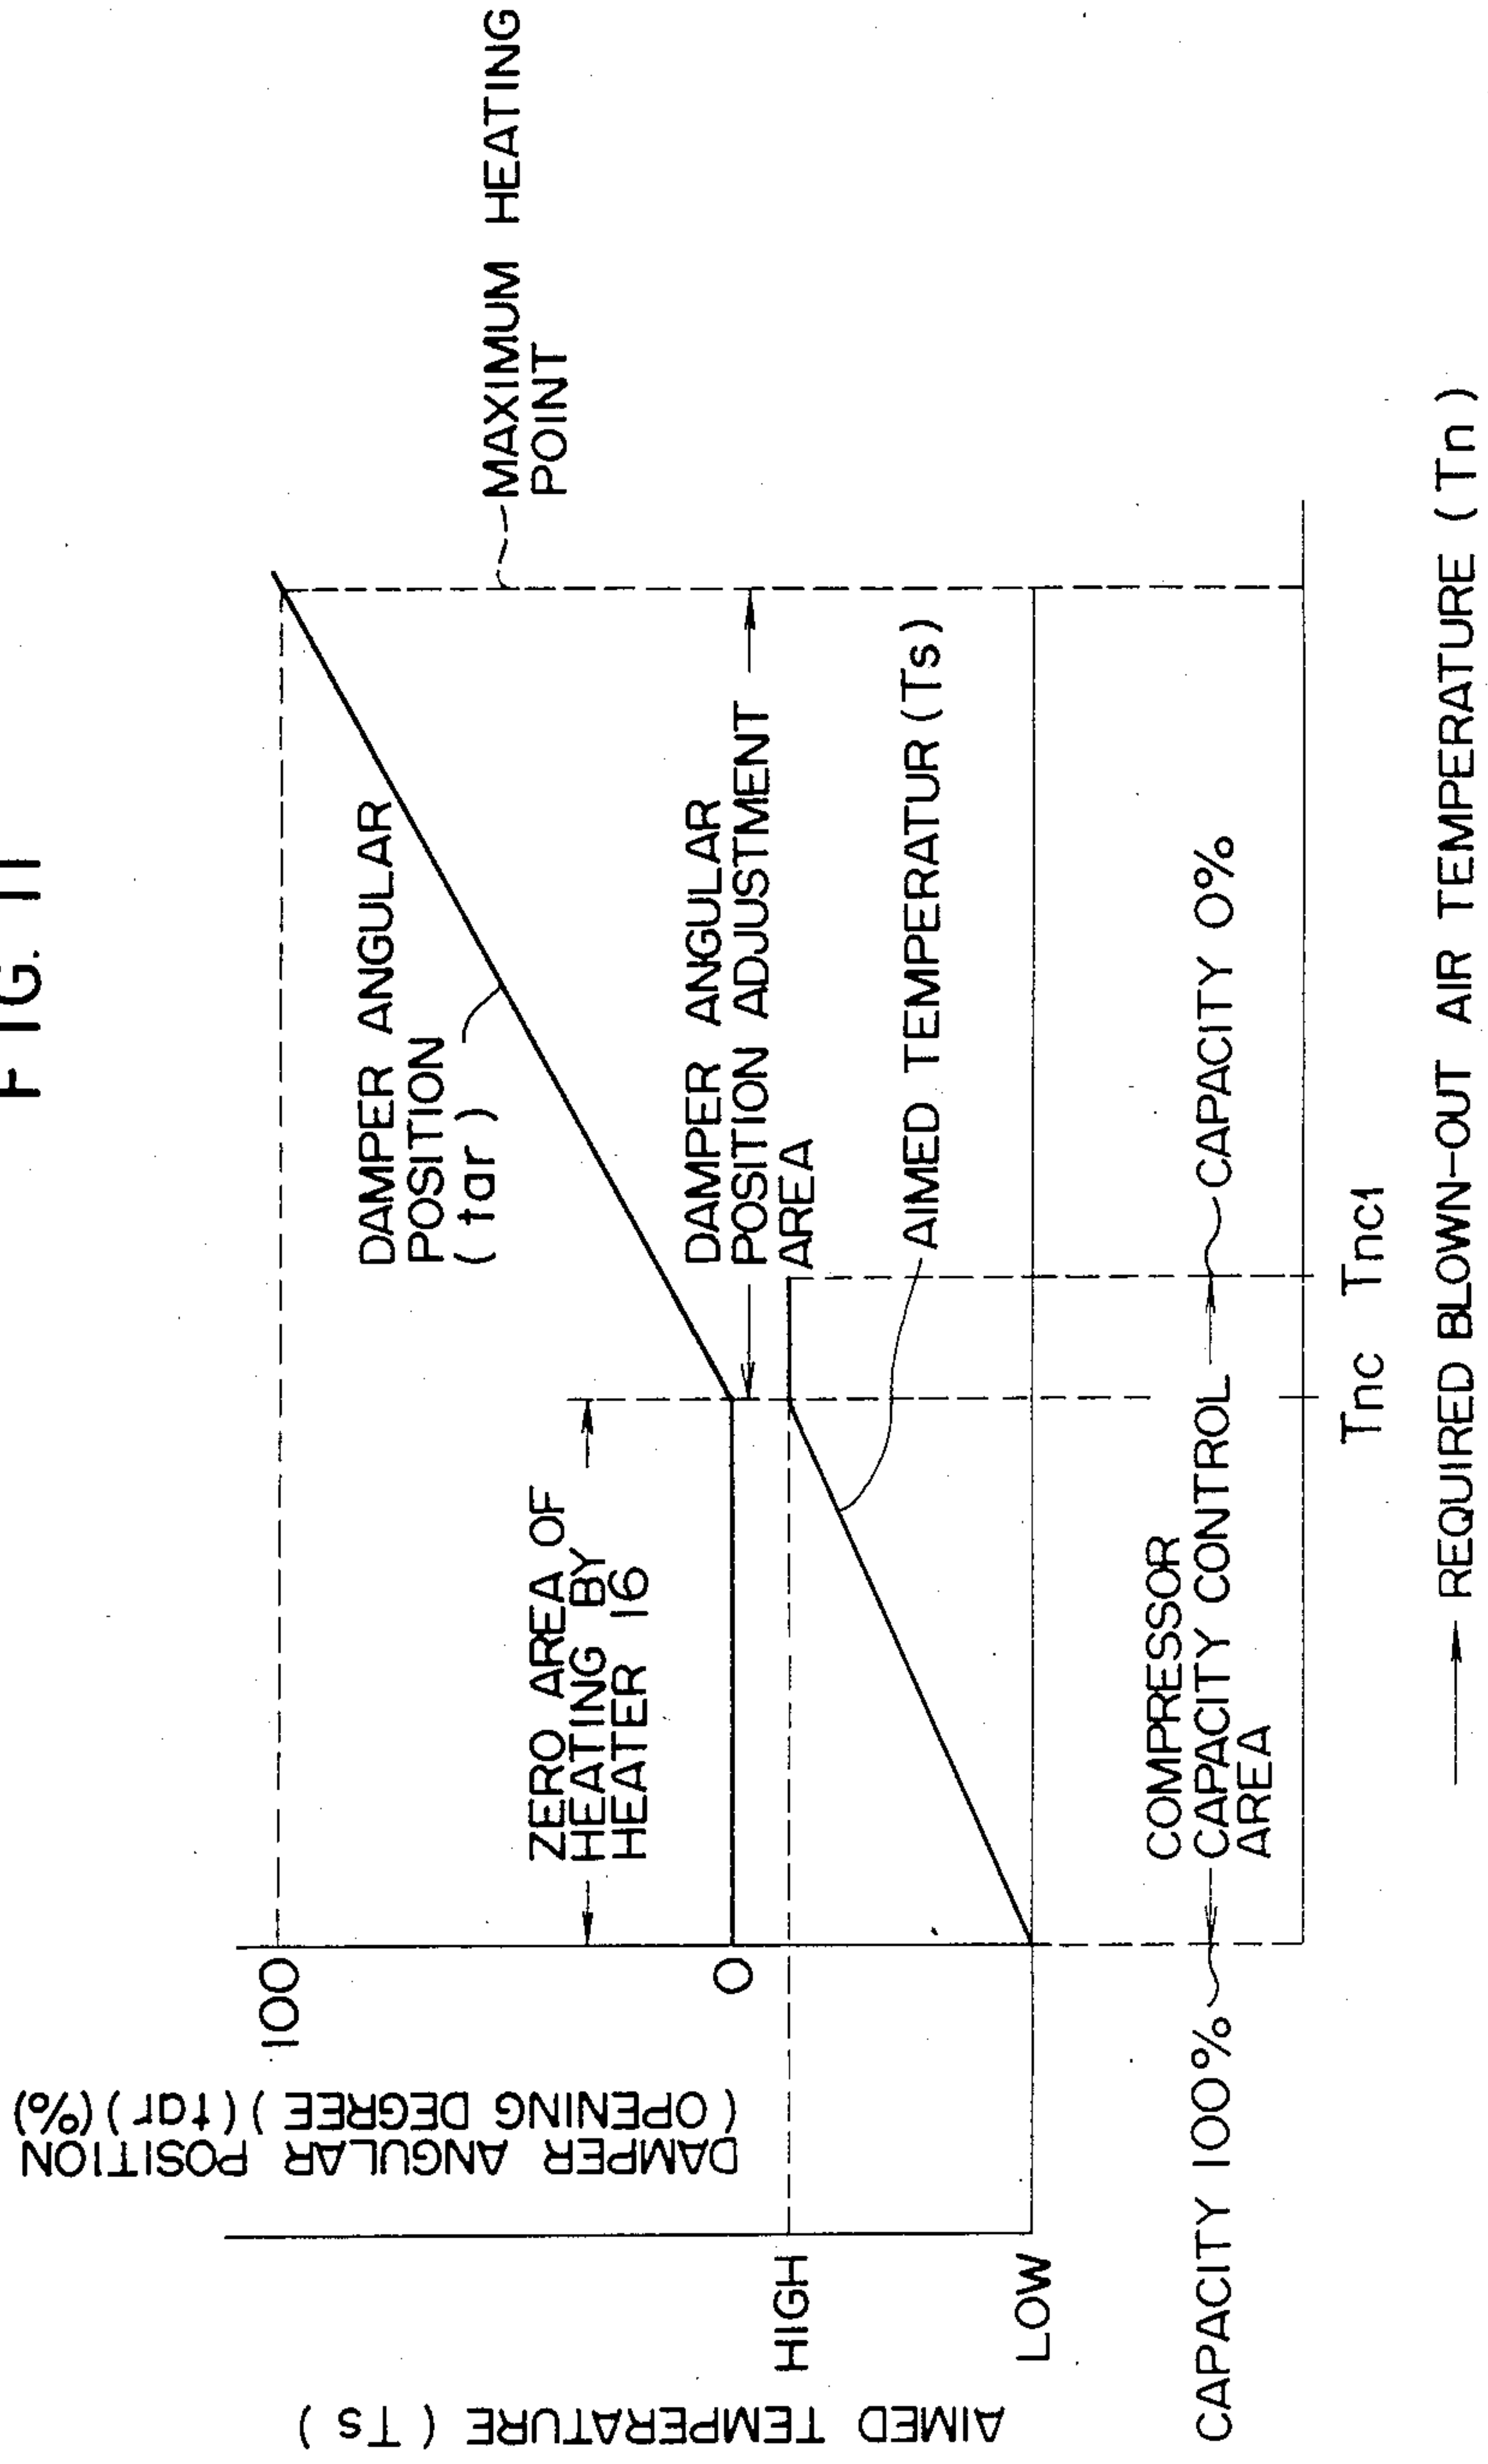 FIG. 11
AIMED TEMPERATURE (Ts)
DAMPER ANGULAR POSITION
(OPENING DEGREE)(tar)(%)
100
0
HIGH
LOW
ZERO AREA OF
HEATING BY
HEATER 16
DAMPER ANGULAR
POSITION
(tar)
MAXIMUM HEATING
POINT
DAMPER ANGULAR
POSITION ADJUSTMENT
AREA
AIMED TEMPERATUR(Ts)
CAPACITY 100%
COMPRESSOR
CAPACITY CONTROL
AREA
CAPACITY 0%
Tnc Tnc1
REQUIRED BLOWN-OUT AIR TEMPERATURE (Tn)